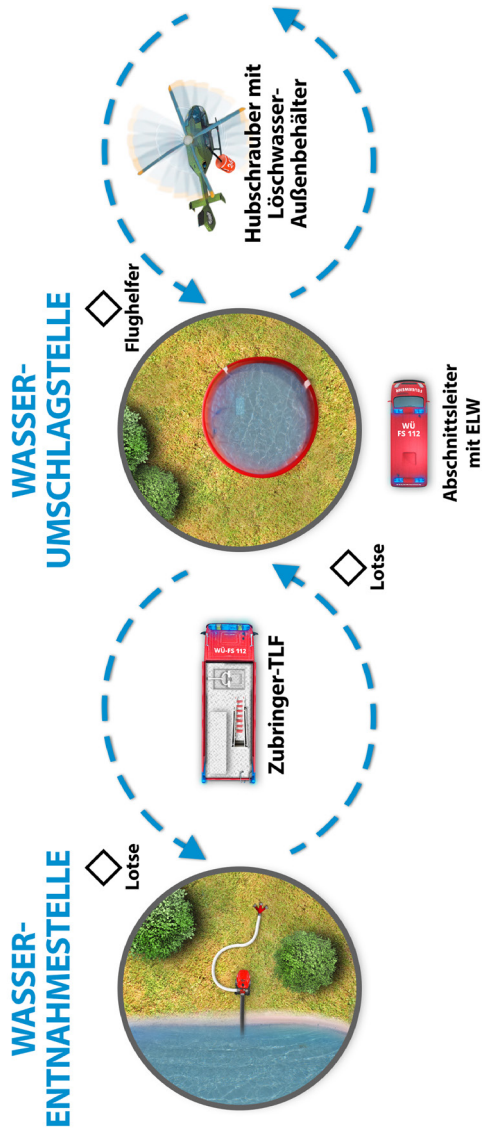 WASSER-
ENTNAHMESTELLE
Lotse
Zubringer-TLF
WÜ-FS 112
WASSER-
UMSCHLAGSTELLE
Flughelfer
Lotse
WÜ
FS 112
Abschnittsleiter
mit ELW
Hubschrauber mit
Löschwasser-
Außenbehälter